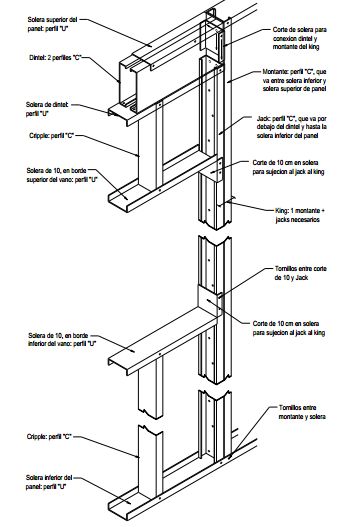 Solera superior del
panel: perfil "U"
Dintel: 2 perfiles "C"
Solera de dintel:
perfil "U"
Cripple: perfil "C"
Solera de 10, en borde
superior del vano: perfil "U"
Solera de 10, en borde
inferior del vano: perfil "U"
Cripple: perfil "C"
Solera inferior del
panel: perfil "U"
Corte de solera para
conexion dintel y
montante del king
Montante: perfil "C", que
va entre solera inferior y
solera superior de panel
Jack: perfil "C", que va por
debajo del dintel y hasta la
solera inferior del panel
Corte de 10 cm en solera
para sujecion al jack al king
King: 1 montante +
jacks necesarios
Tornillos entre corte
de 10 y Jack
Corte de 10 cm en solera
para sujecion al jack al king
Tornillos entre
montante y solera